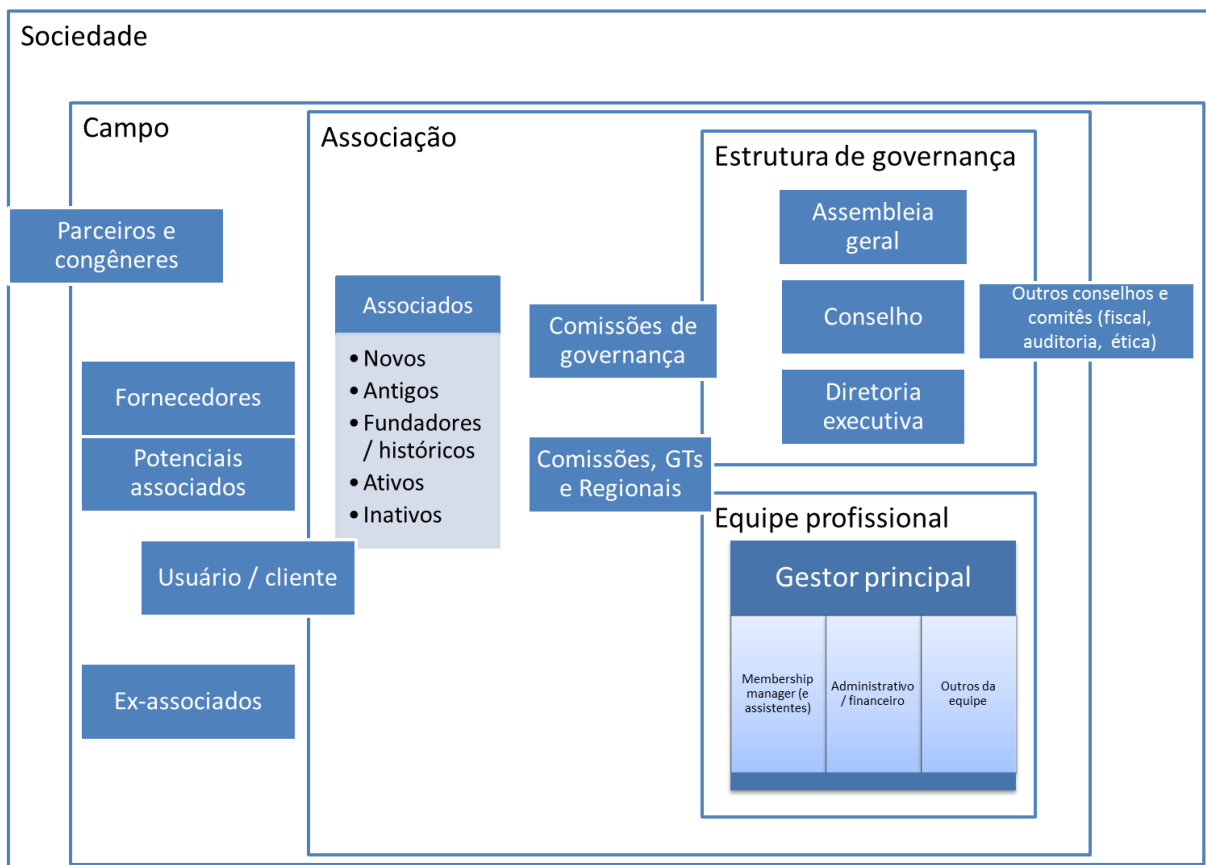 Sociedade
Campo
Associação
Estrutura de governança
Parceiros e
congêneres
Fornecedores
Potenciais
associados
Usuário / cliente
Ex-associados
Associados
• Novos
• Antigos
• Fundadores
/ históricos
• Ativos
• Inativos
Comissões de
governança
Comissões, GTs
e Regionais
Assembleia
geral
Conselho
Diretoria
executiva
Outros conselhos e
comitês (fiscal,
auditoria, ética)
Equipe profissional
Gestor principal
Membership
manager (e
assistentes)
Administrativo
/ financeiro
Outros da
equipe